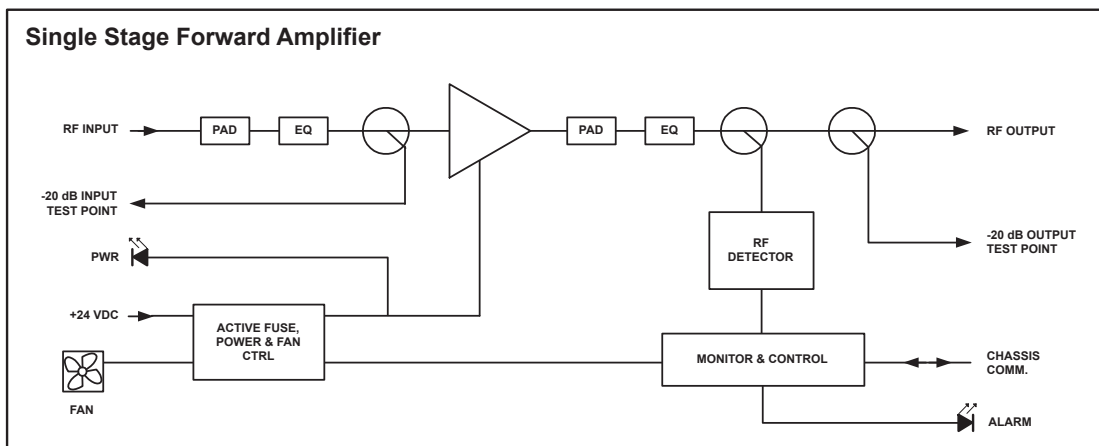 Single Stage Forward Amplifier
RF INPUT
PAD
EQ
PAD
EQ
RF OUTPUT
-20 dB INPUT
TEST POINT
-20 dB OUTPUT
TEST POINT
RF
DETECTOR
PWR
+24 VDC
ACTIVE FUSE,
POWER & FAN
CTRL
MONITOR & CONTROL
CHASSIS
COMM.
FAN
ALARM